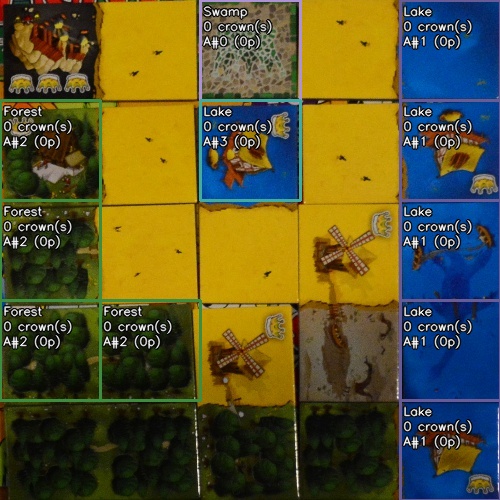 Swamp
0 crown(s)
A#0 (0p)
Lake
0 crown(s)
A#1 (0p)
Forest
0 crown(s)
A#2 (0p)
Lake
0 crown(s)
A#3 (0p)
Lake
0 crown(s)
A#1 (0p)
Forest
0 crown(s)
A#2 (0p)
Lake
0 crown(s)
A#1 (0p)
Forest
0 crown(s)
A#2 (0p)
Forest
0 crown(s)
A#2 (0p)
Lake
0 crown(s)
A#1 (0p)
Lake
0 crown(s)
A#1 (0p)